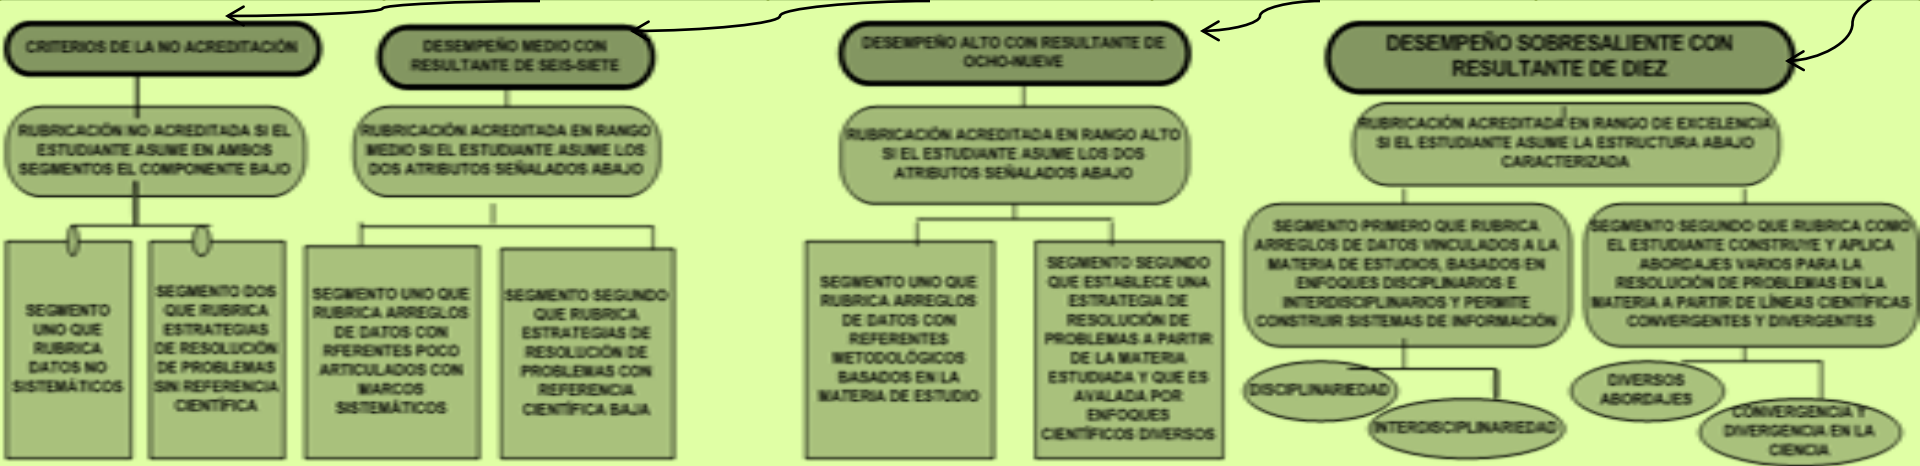 CRITERIOS DE LA NO ACREDITACIÓN
RUBRICACIÓN NO ACREDITADA SI EL
ESTUDIANTE ASUME EN AMBOS
SEGMENTOS EL COMPONENTE BAJO
SEGMENTO
UNO QUE
RUBRICA
DATOS NO
SISTEMÁTICOS
SEGMENTO DOS
QUE RUBRICA
ESTRATEGIAS
DE RESOLUCIÓN
DE PROBLEMAS
SIN REFERENCIA
CIENTÍFICA
DESEMPEÑO MEDIO CON
RESULTANTE DE SEIS-SIETE
RUBRICACIÓN ACREDITADA EN RANGO
MEDIO SI EL ESTUDIANTE ASUME LOS
DOS ATRIBUTOS SEÑALADOS ABAJO
SEGMENTO UNO QUE
RUBRICA ARREGLOS
DE DATOS CON
RFERENTES POCO
ARTICULADOS CON
MARCOS
SISTEMÁTICOS
SEGMENTO SEGUNDO
QUE RUBRICA
ESTRATEGIAS DE
RESOLUCIÓN DE
PROBLEMAS CON
REFERENCIA
CIENTÍFICA BAJA
DESEMPEÑO ALTO CON RESULTANTE DE
OCHO-NUEVE
RUBRICACIÓN ACREDITADA EN RANGO ALTO
SI EL ESTUDIANTE ASUME LOS DOS
ATRIBUTOS SEÑALADOS ABAJO
SEGMENTO UNO QUE
RUBRICA ARREGLOS
DE DATOS CON
REFERENTES
METODOLÓGICOS
BASADOS EN LA
MATERIA DE ESTUDIO
SEGMENTO SEGUNDO
QUE ESTABLECE UNA
ESTRATEGIA DE
RESOLUCIÓN DE
PROBLEMAS A PARTIR
DE LA MATERIA
ESTUDIADA Y QUE ES
AVALADA POR
ENFOQUES
CIENTÍFICOS DIVERSOS
DESEMPEÑO SOBRESALIENTE CON
RESULTANTE DE DIEZ
RUBRICACIÓN ACREDITADA EN RANGO DE EXCELENCIA
SI EL ESTUDIANTE ASUME LA ESTRUCTURA ABAJO
CARACTERIZADA
SEGMENTO PRIMERO QUE RUBRICA
ARREGLOS DE DATOS VINCULADOS A LA
MATERIA DE ESTUDIOS, BASADOS EN
ENFOQUES DISCIPLINARIOS E
INTERDISCIPLINARIOS Y PERMITE
CONSTRUIR SISTEMAS DE INFORMACIÓN
DISCIPLINARIEDAD
INTERDISCIPLINARIEDAD
SEGMENTO SEGUNDO QUE RUBRICA COMO
EL ESTUDIANTE CONSTRUYE Y APLICA
ABORDAJES VARIOS PARA LA
RESOLUCIÓN DE PROBLEMAS EN LA
MATERIA A PARTIR DE LÍNEAS CIENTÍFICAS
CONVERGENTES Y DIVERGENTES
DIVERSOS
ABORDAJES
CONVERGENCIA Y
DIVERGENCIA EN LA
CIENCIA